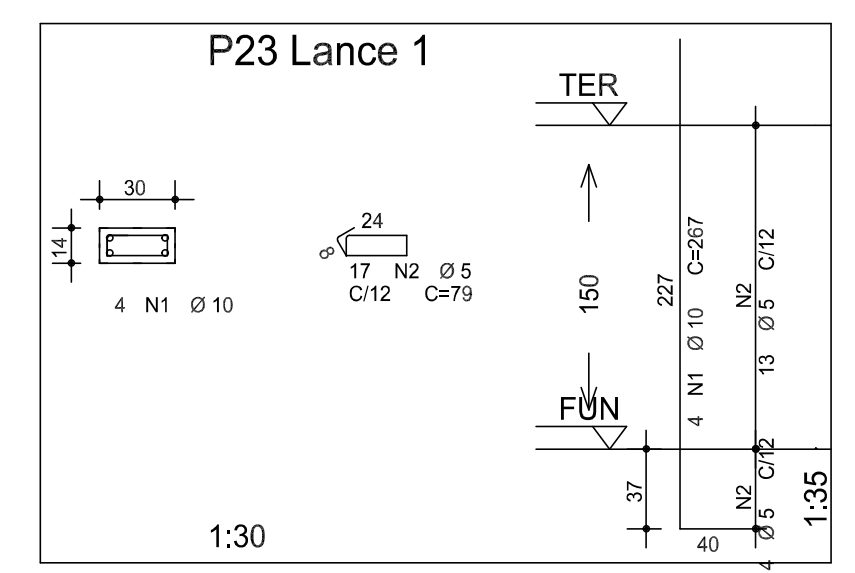 P23 Lance 1
TER
30
14
24
8
17 N2 Ø 5
C/12 C=79
4 N1 Ø 10
150
227
4 N1 Ø 10 C=267
N2
13 Ø 5 C/12
FUN
37
N2
4 Ø 5 C/12
40
1:30
1:35